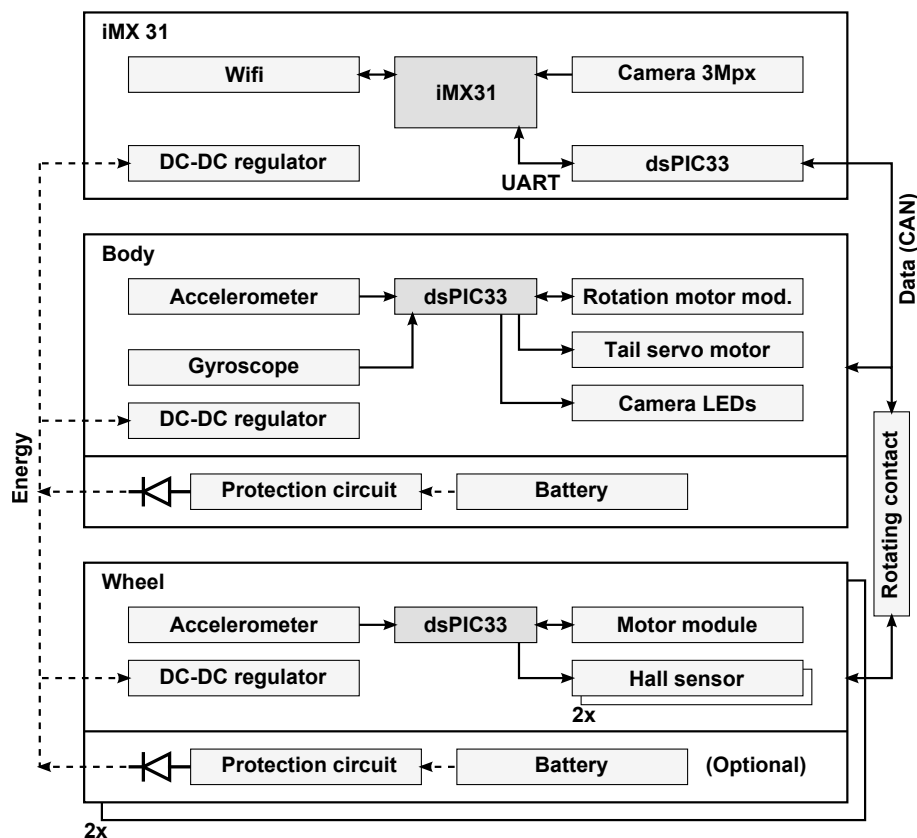 iMX 31
Wifi
iMX31
Camera 3Mpx
DC-DC regulator
UART
dsPIC33
Data (CAN)
Body
Accelerometer
dsPIC33
Rotation motor mod.
Gyroscope
Tail servo motor
DC-DC regulator
Camera LEDs
Energy
Protection circuit
Battery
Rotating contact
Wheel
Accelerometer
dsPIC33
Motor module
DC-DC regulator
Hall sensor
2x
Protection circuit
Battery
(Optional)
2x